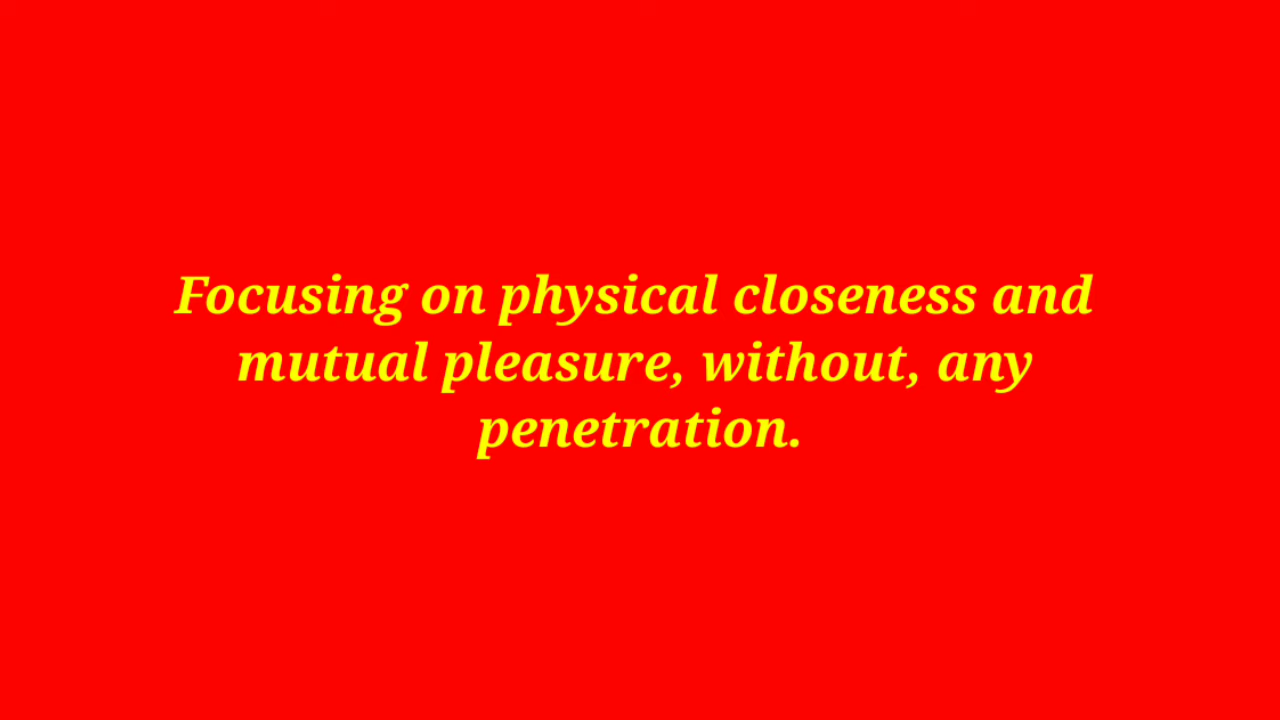 Focusing on physical closeness and
mutual pleasure, without, any
penetration.